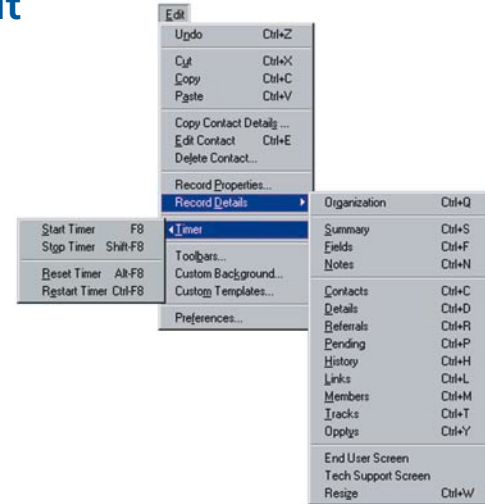 it
Edit
Undo Ctrl+Z
Cut Ctrl+X
Copy Ctrl+C
Paste Ctrl+V
Copy Contact Details ...
Edit Contact Ctrl+E
Delete Contact...
Record Properties...
Record Details
Timer
Toolbars...
Custom Background...
Custom Templates...
Preferences...
Start Timer F8
Stop Timer Shift-F8
Reset Timer Alt-F8
Restart Timer Ctrl-F8
Organization Ctrl+Q
Summary Ctrl+S
Fields Ctrl+F
Notes Ctrl+N
Contacts Ctrl+C
Details Ctrl+D
Referrals Ctrl+R
Pending Ctrl+P
History Ctrl+H
Links Ctrl+L
Members Ctrl+M
Tracks Ctrl+T
Opptys Ctrl+Y
End User Screen
Tech Support Screen
Resize Ctrl+W